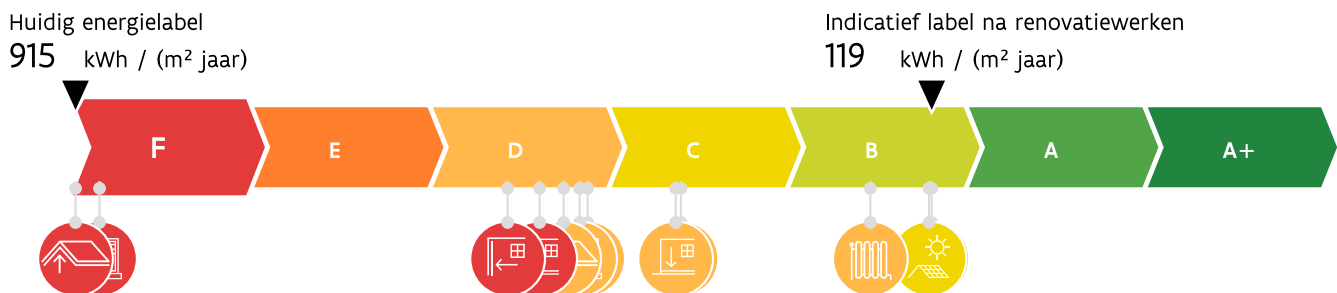 Huidig energielabel
915 kWh / (m² jaar)
Indicatief label na renovatiewerken
119 kWh / (m² jaar)
F E D C B A A+